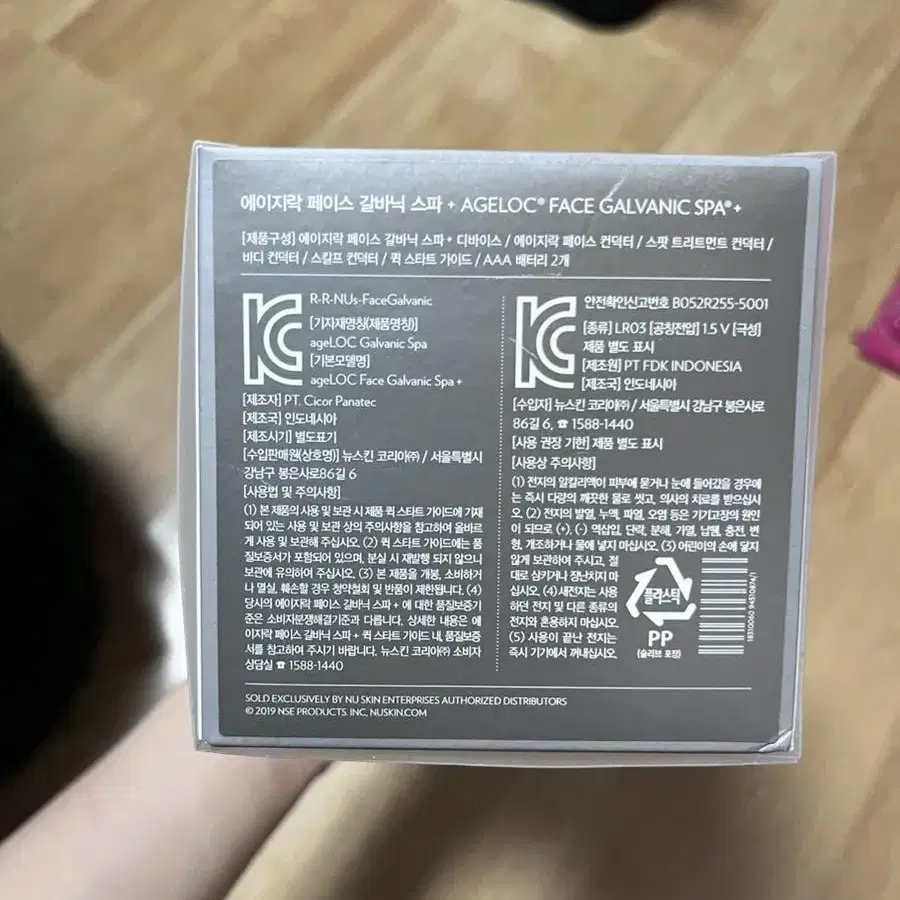 에이지락 페이스 갈바닉 스파 + AGELOC® FACE GALVANIC SPA® +
[제품구성] 에이지락 페이스 갈바닉 스파+ 디바이스 / 에이지락 페이스 컨덕터 / 스팟 트리트먼트 컨덕터 /
바디 컨덕터 / 스칼프 컨덕터 / 퀵 스타트 가이드 / AAA 배터리 2개
R-R-NUs-FaceGalvanic
[기자재명칭(제품명칭)]
ageLOC Galvanic Spa
[기본모델명]
ageLOC Face Galvanic Spa +
[제조자] PT. Cicor Panatec
[제조국] 인도네시아
[제조시기] 별도표기
[수입판매원(상호명)] 뉴스킨 코리아㈜ / 서울특별시
강남구 봉은사로86길 6
[사용법 및 주의사항]
(1) 본 제품의 사용 및 보관 시 제품 퀵 스타트 가이드에 기재
되어 있는 사용 및 보관 상의 주의사항을 참고하여 올바르
게 사용 및 보관해 주십시오. (2) 퀵 스타트 가이드에는 품
질보증서가 포함되어 있으며, 분실 시 재발행 되지 않으니
보관에 유의하여 주십시오. (3) 본 제품을 개봉, 소비하거
나 멸실, 훼손할 경우 청약철회 및 반품이 제한됩니다. (4)
당사의 에이지락 페이스 갈바닉 스파 + 에 대한 품질보증기
준은 소비자분쟁해결기준과 다릅니다. 상세한 내용은 에
이지락 페이스 갈바닉 스파 + 퀵 스타트 가이드 내, 품질보증
서를 참고하여 주시기 바랍니다. 뉴스킨 코리아㈜ 소비자
상담실 ☎ 1588-1440
안전확인신고번호 B052R255-5001
[종류] LR03 [공칭전압] 1.5 V [극성]
제품 별도 표시
[제조원] PT FDK INDONESIA
[제조국] 인도네시아
[수입자] 뉴스킨 코리아㈜ / 서울특별시 강남구 봉은사로
86길 6, ☎ 1588-1440
[사용 권장 기한] 제품 별도 표시
[사용상 주의사항]
(1) 전지의 알칼리액이 피부에 묻거나 눈에 들어갔을 경우에
는 즉시 다량의 깨끗한 물로 씻고, 의사의 치료를 받으십시
오. (2) 전지의 발열, 누액, 파열, 오염 등은 기기고장의 원인
이 되므로 (+), (-) 역삽입, 단락, 분해, 가열, 납땜, 충전, 변
형, 개조하거나 물에 넣지 마십시오. (3) 어린이의 손에 닿지
않게 보관하여 주시고, 절
대로 삼키거나 장난치지 마
십시오. (4) 새전지는 사용
하던 전지 및 다른 종류의
전지와 혼용하지 마십시오
(5) 사용이 끝난 전지는
즉시 기기에서 꺼내십시오.
플라스틱
PP
(슬리브 포장)
SOLD EXCLUSIVELY BY NU SKIN ENTERPRISES AUTHORIZED DISTRIBUTORS
© 2019 NSE PRODUCTS, INC. NUSKIN.COM